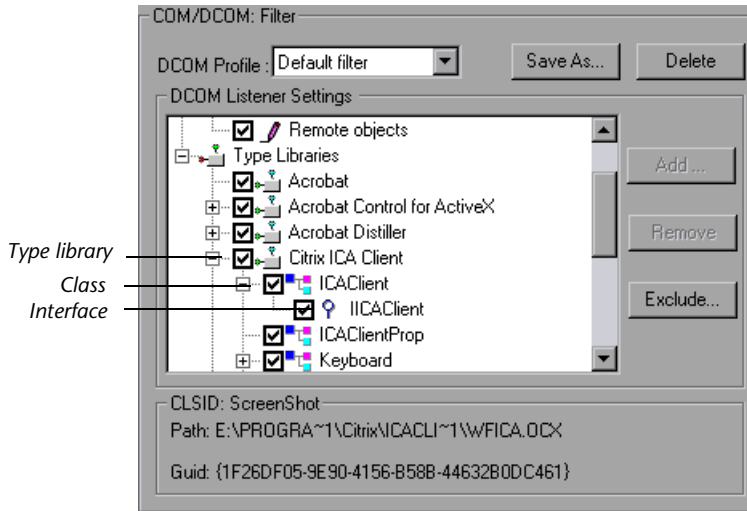 COM/DCOM: Filter
DCOM Profile : Default filter Save As... Delete
DCOM Listener Settings
Remote objects
Type Libraries
Acrobat
Add ...
Acrobat Control for ActiveX
Acrobat Distiller
Remove
Type library
Citrix ICA Client
Class
ICAClient
Interface
IICAClient
Exclude...
ICAClientProp
Keyboard
CLSID: ScreenShot
Path: E:\PROGRA~1\Citrix\ICACLI~1\WFICA.OCX
Guid: {1F26DF05-9E90-4156-B58B-44632B0DC461}